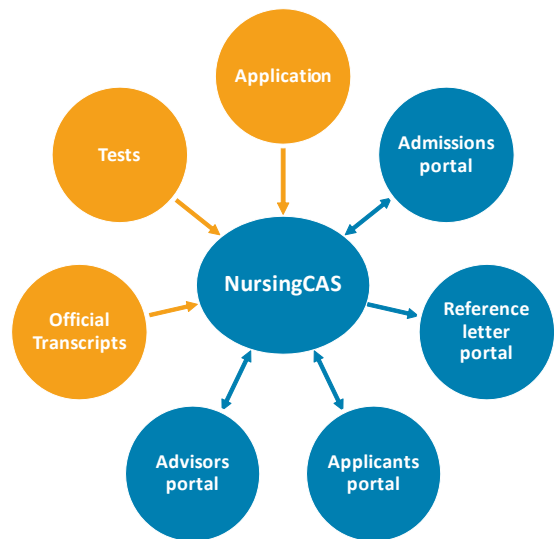 Application
Tests
Admissions
portal
NursingCAS
Official
Transcripts
Reference
letter
portal
Advisors
portal
Applicants
portal